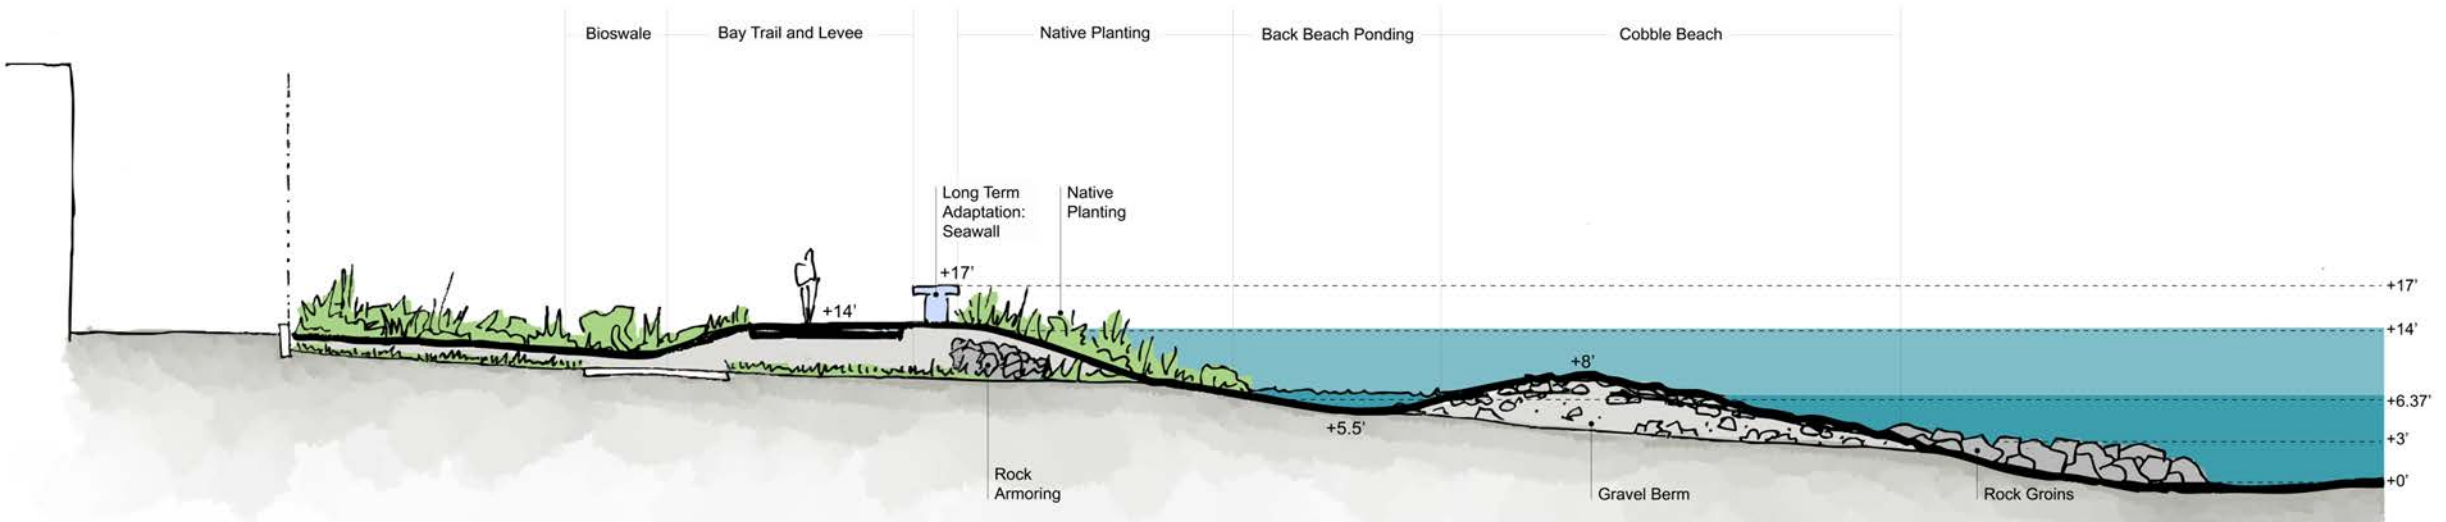 Bioswale
Bay Trail and Levee
Native Planting
Back Beach Ponding
Cobble Beach
Long Term
Adaptation:
Seawall
Native
Planting
+17’
+14’
+17’
+14’
+8’
+6.37’
+5.5’
+3’
+0’
Rock
Armoring
Gravel Berm
Rock Groins